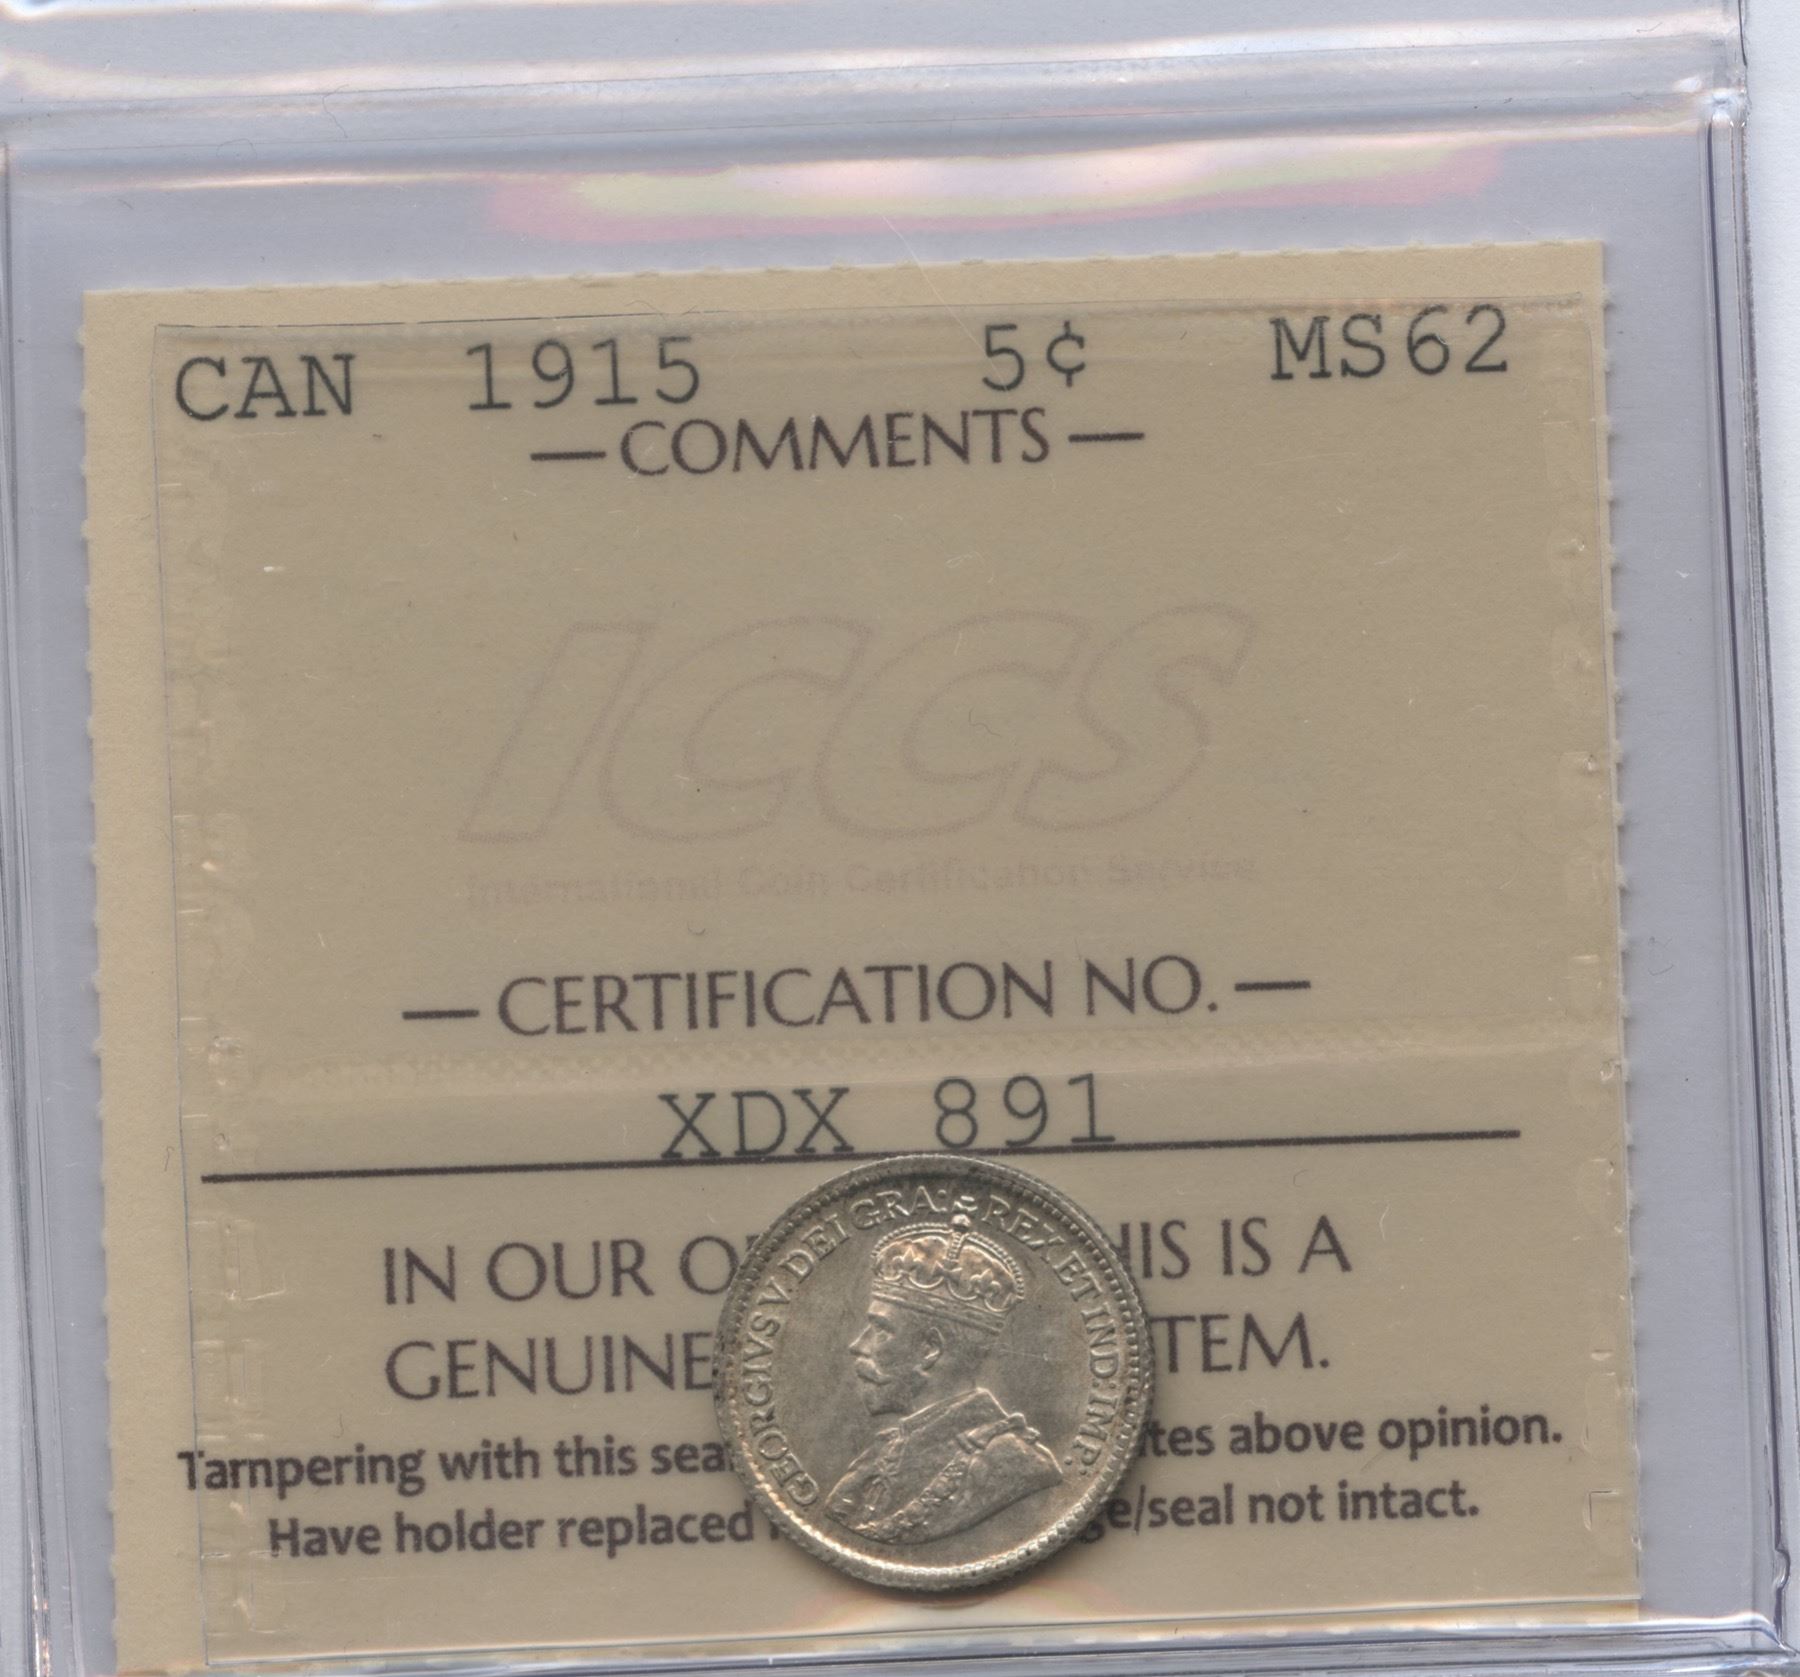 CAN 1915 5¢ MS62
—COMMENTS—
ICCS
International Coin Certification Service
—CERTIFICATION NO.—
XDX 891
GEORGIVS V. DEI GRA: REX ET IND: IMP:
IN OUR O HIS IS A
GENUINE TEM.
Tampering with this sea tes above opinion.
Have holder replaced e/seal not intact.